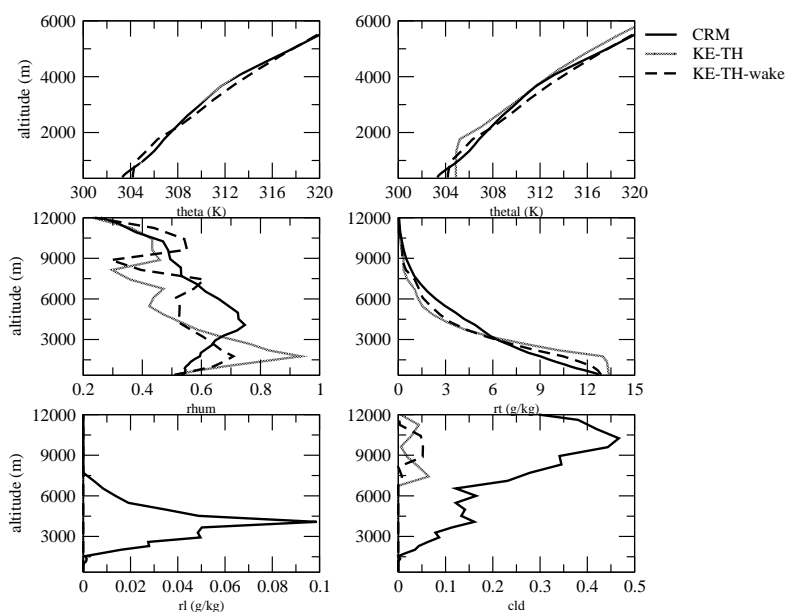 6000
4000
2000
altitude (m)
300 304 308 312 316 320
theta (K)
300 304 308 312 316 320
thetal (K)
CRM
KE-TH
KE-TH-wake
12000
9000
6000
3000
altitude (m)
0.2 0.4 0.6 0.8 1
rhum
12000
9000
6000
3000
altitude (m)
0 3 6 9 12 15
rt (g/kg)
12000
9000
6000
3000
altitude (m)
0 0.02 0.04 0.06 0.08 0.1
rl (g/kg)
12000
9000
6000
3000
0 0.1 0.2 0.3 0.4 0.5
cld